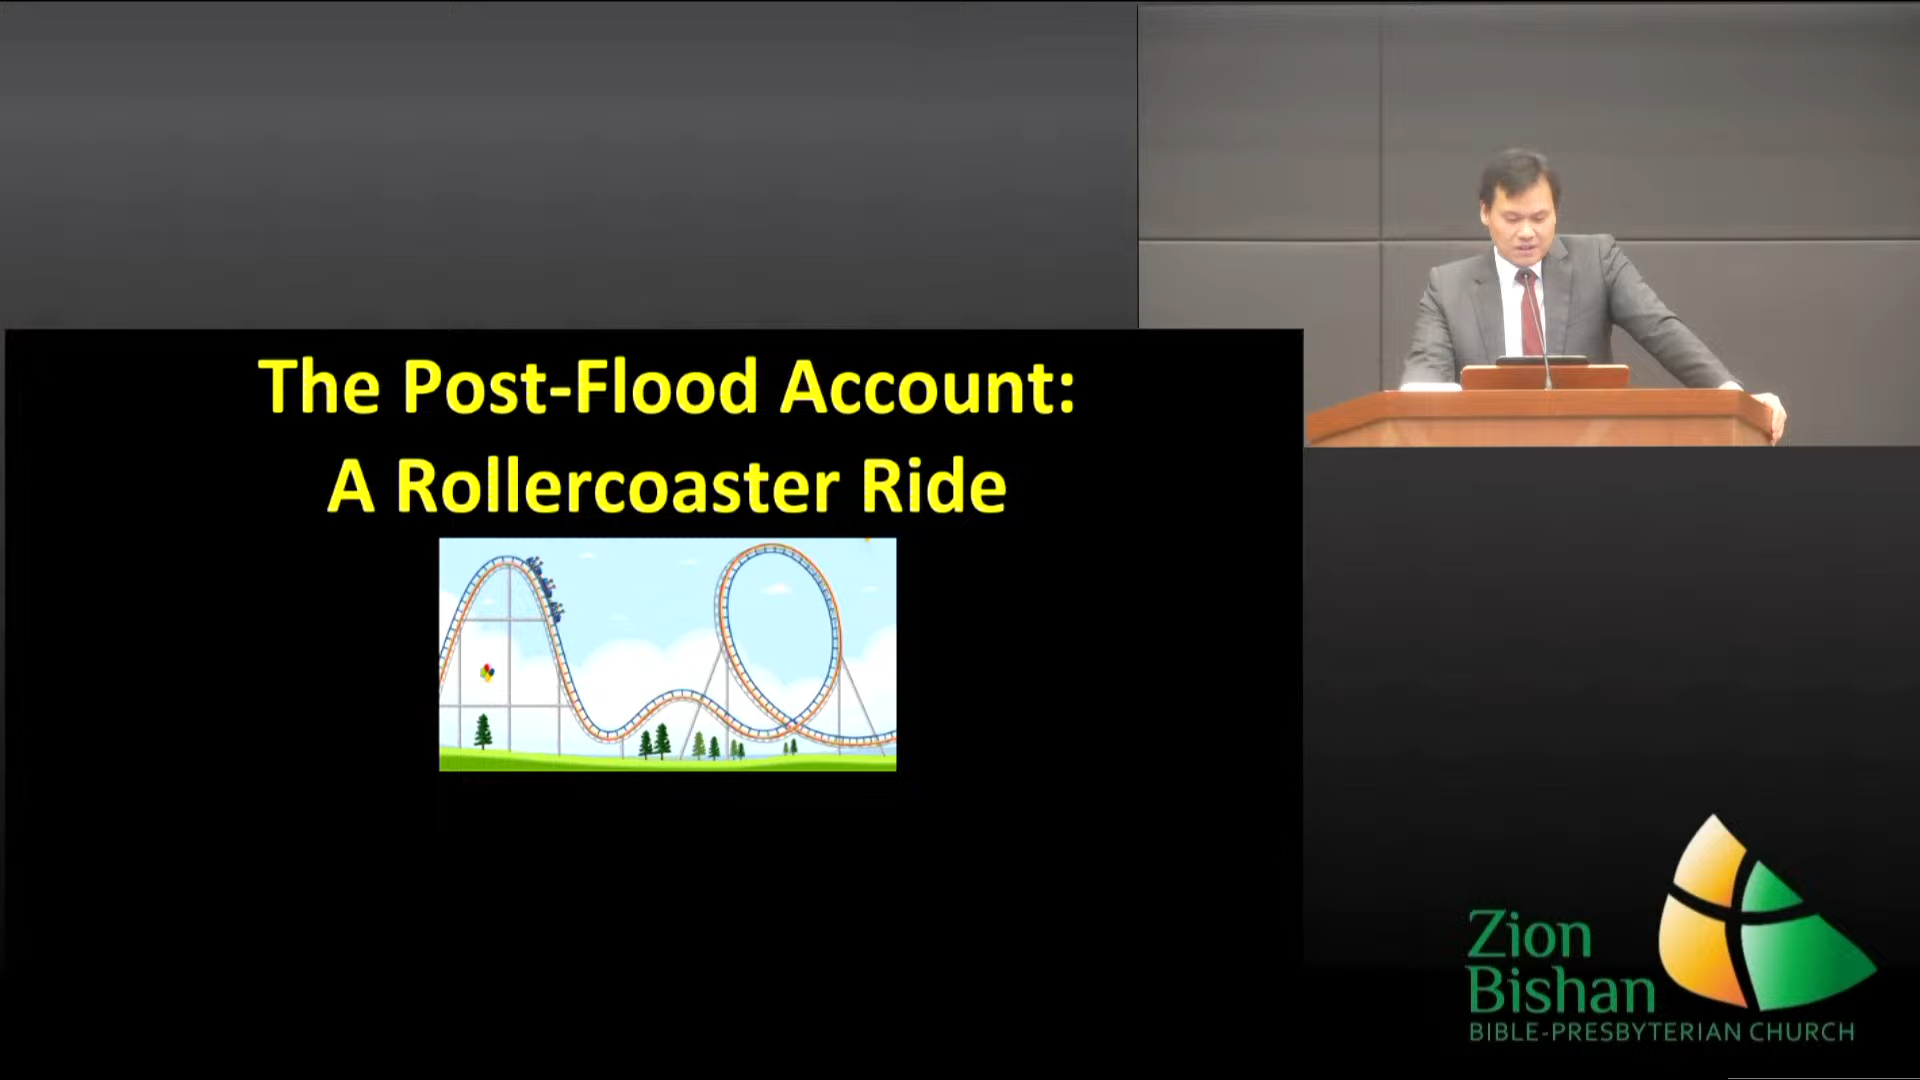 The Post-Flood Account:
A Rollercoaster Ride
Zion
Bishan
BIBLE-PRESBYTERIAN CHURCH